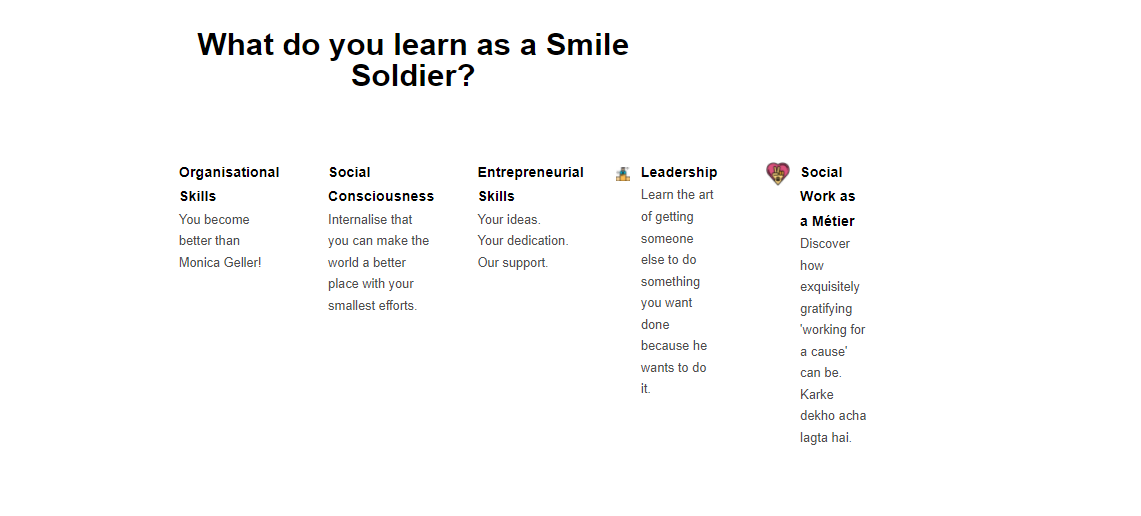 What do you learn as a Smile
Soldier?
Organisational
Skills
You become
better than
Monica Geller!
Social
Consciousness
Internalise that
you can make the
world a better
place with your
smallest efforts.
Entrepreneurial
Skills
Your ideas.
Your dedication.
Our support.
Leadership
Learn the art
of getting
someone
else to do
something
you want
done
because he
wants to do
it.
Social
Work as
a Métier
Discover
how
exquisitely
gratifying
'working for
a cause'
can be.
Karke
dekho acha
lagta hai.